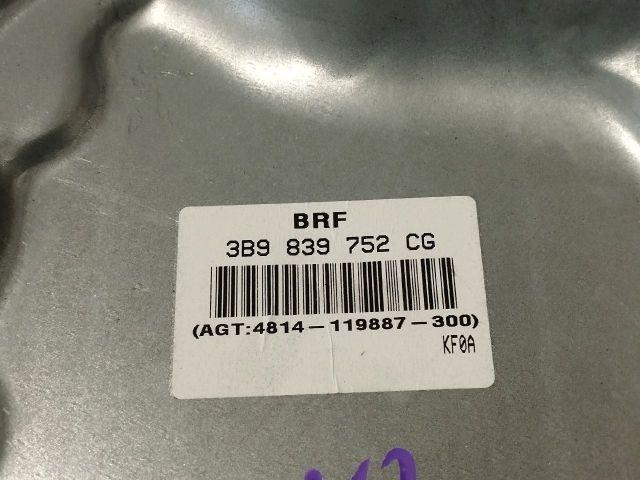 BRF
3B9 839 752 CG
(AGT:4814-119887-300)
KF0A